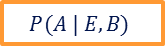 P(A | E, B)